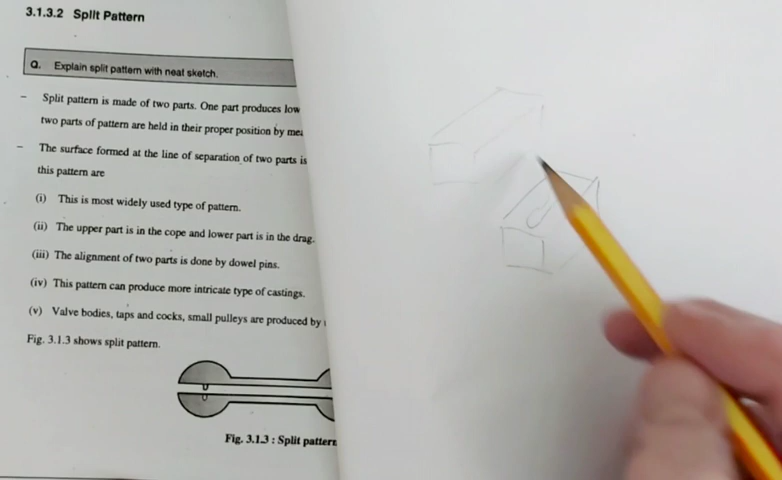 3.1.3.2 Split Pattern
Q. Explain split pattern with neat sketch.
– Split pattern is made of two parts. One part produces low
two parts of pattern are held in their proper position by
– The surface formed at the line of separation of two parts is
this pattern are
(i) This is most widely used type of pattern.
(ii) The upper part is in the cope and lower part is in the drag.
(iii) The alignment of two parts is done by dowel pins.
(iv) This pattern can produce more intricate type of castings.
(v) Valve bodies, taps and cocks, small pulleys are produced by
Fig. 3.1.3 shows split pattern.
Fig. 3.1.3 : Split pattern